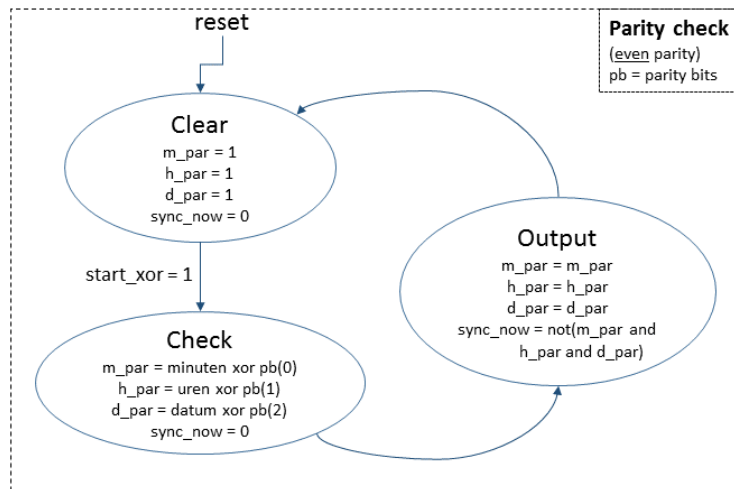 reset
Parity check
(even parity)
pb = parity bits
Clear
m_par = 1
h_par = 1
d_par = 1
sync_now = 0
start_xor = 1
Check
m_par = minuten xor pb(0)
h_par = uren xor pb(1)
d_par = datum xor pb(2)
sync_now = 0
Output
m_par = m_par
h_par = h_par
d_par = d_par
sync_now = not(m_par and
h_par and d_par)